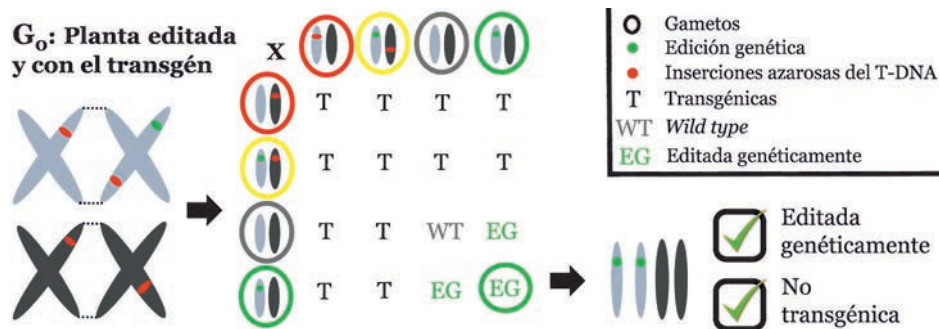 G₀: Planta editada
y con el transgén
X
T T T T
T T T T
T T WT EG
T T EG EG
Gametos
Edición genética
Inserciones azarosas del T-DNA
T Transgénicas
WT Wild type
EG Editada genéticamente
Editada
genéticamente
No
transgénica